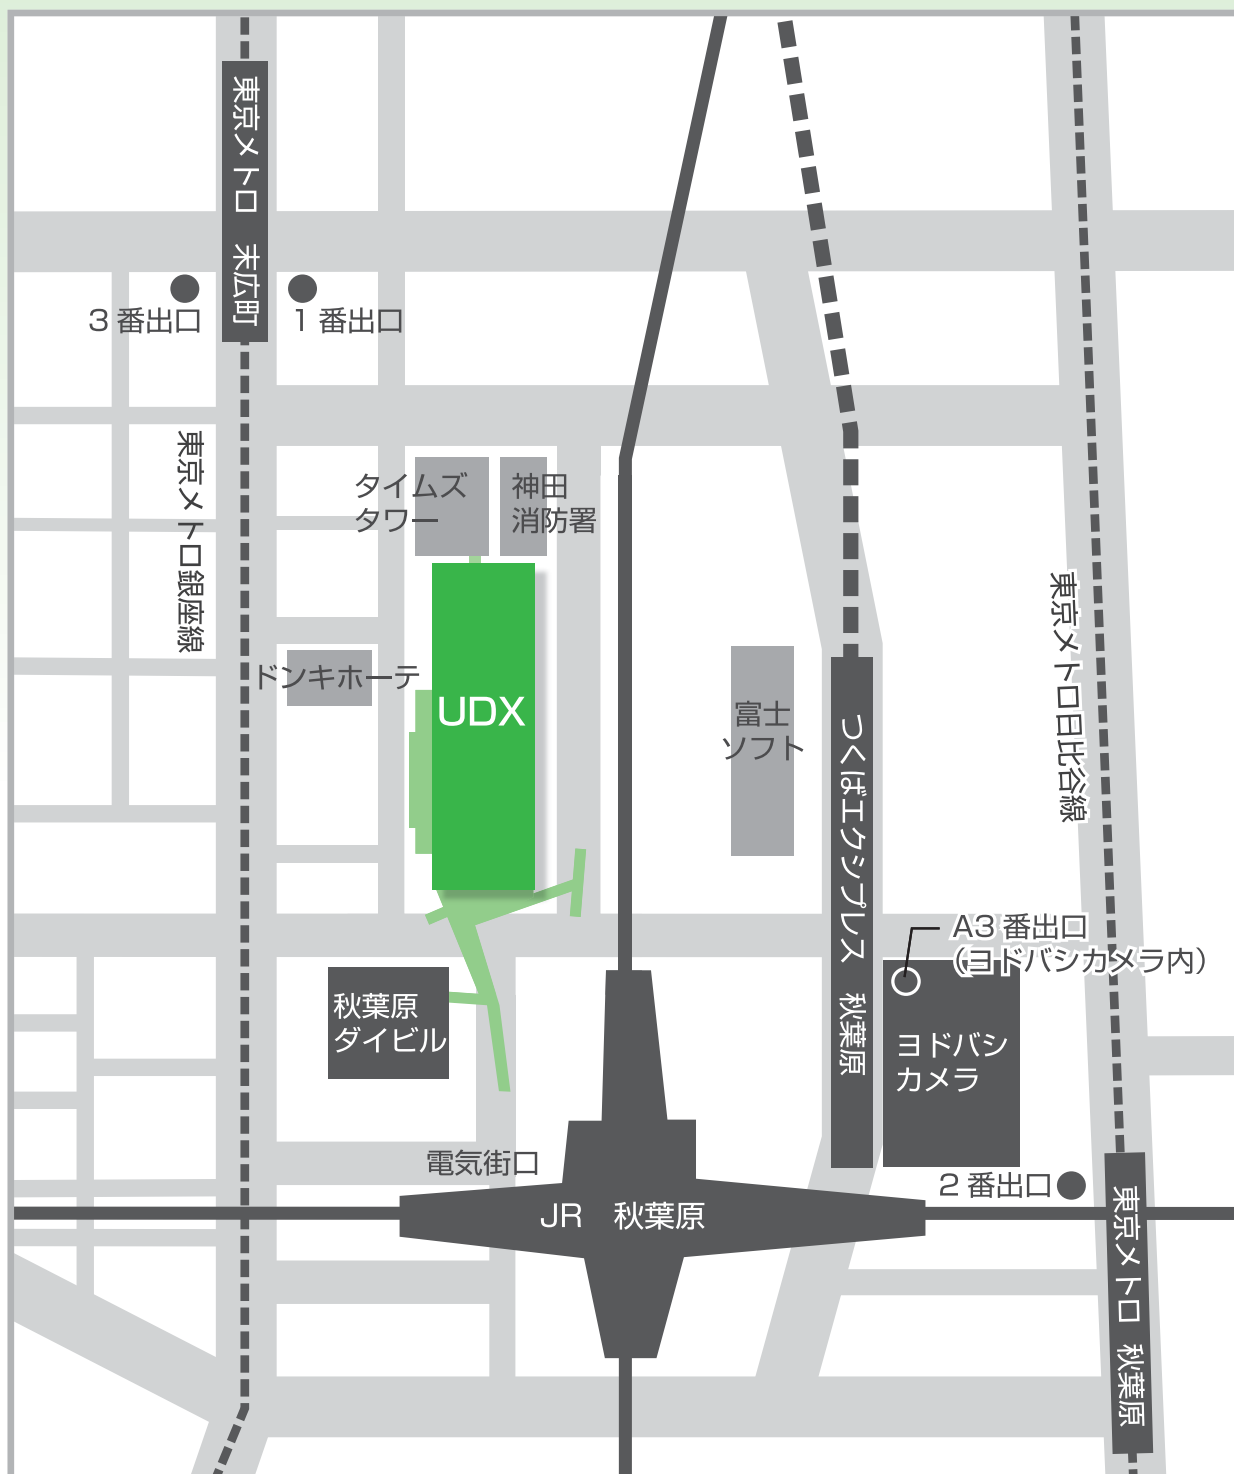 東京メトロ 末広町
3番出口
1番出口
東京メトロ銀座線
タイムズ
タワー
神田
消防署
ドンキホーテ
UDX
富士
ソフト
つくばエクシプレス 秋葉原
東京メトロ日比谷線
A3番出口
（ヨドバシカメラ内）
秋葉原
ダイビル
ヨドバシ
カメラ
電気街口
2番出口
JR 秋葉原
東京メトロ 秋葉原